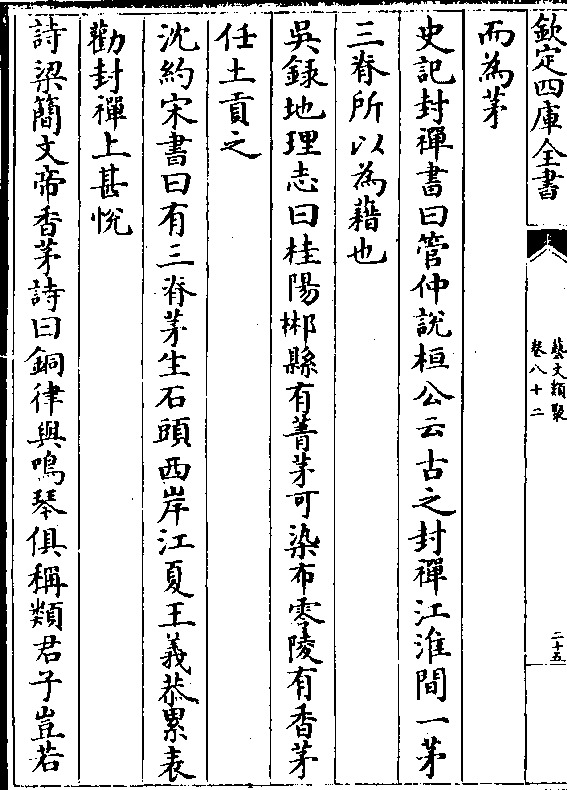 欽定四庫全書
藝文類聚
卷八十二
二十五
而為茅
史記封禪書曰管仲説桓公云古之封禪江淮間一茅
三脊所以為藉也
吳録地理志曰桂陽郴縣有菁茅可染布零陵有香茅
任土貢之
沈約宋書曰有三脊茅生石頭西岸江夏王義恭累表
勸封禪上甚悦
詩梁簡文帝香茅詩曰銅律與鳴琴俱稱類君子豈若